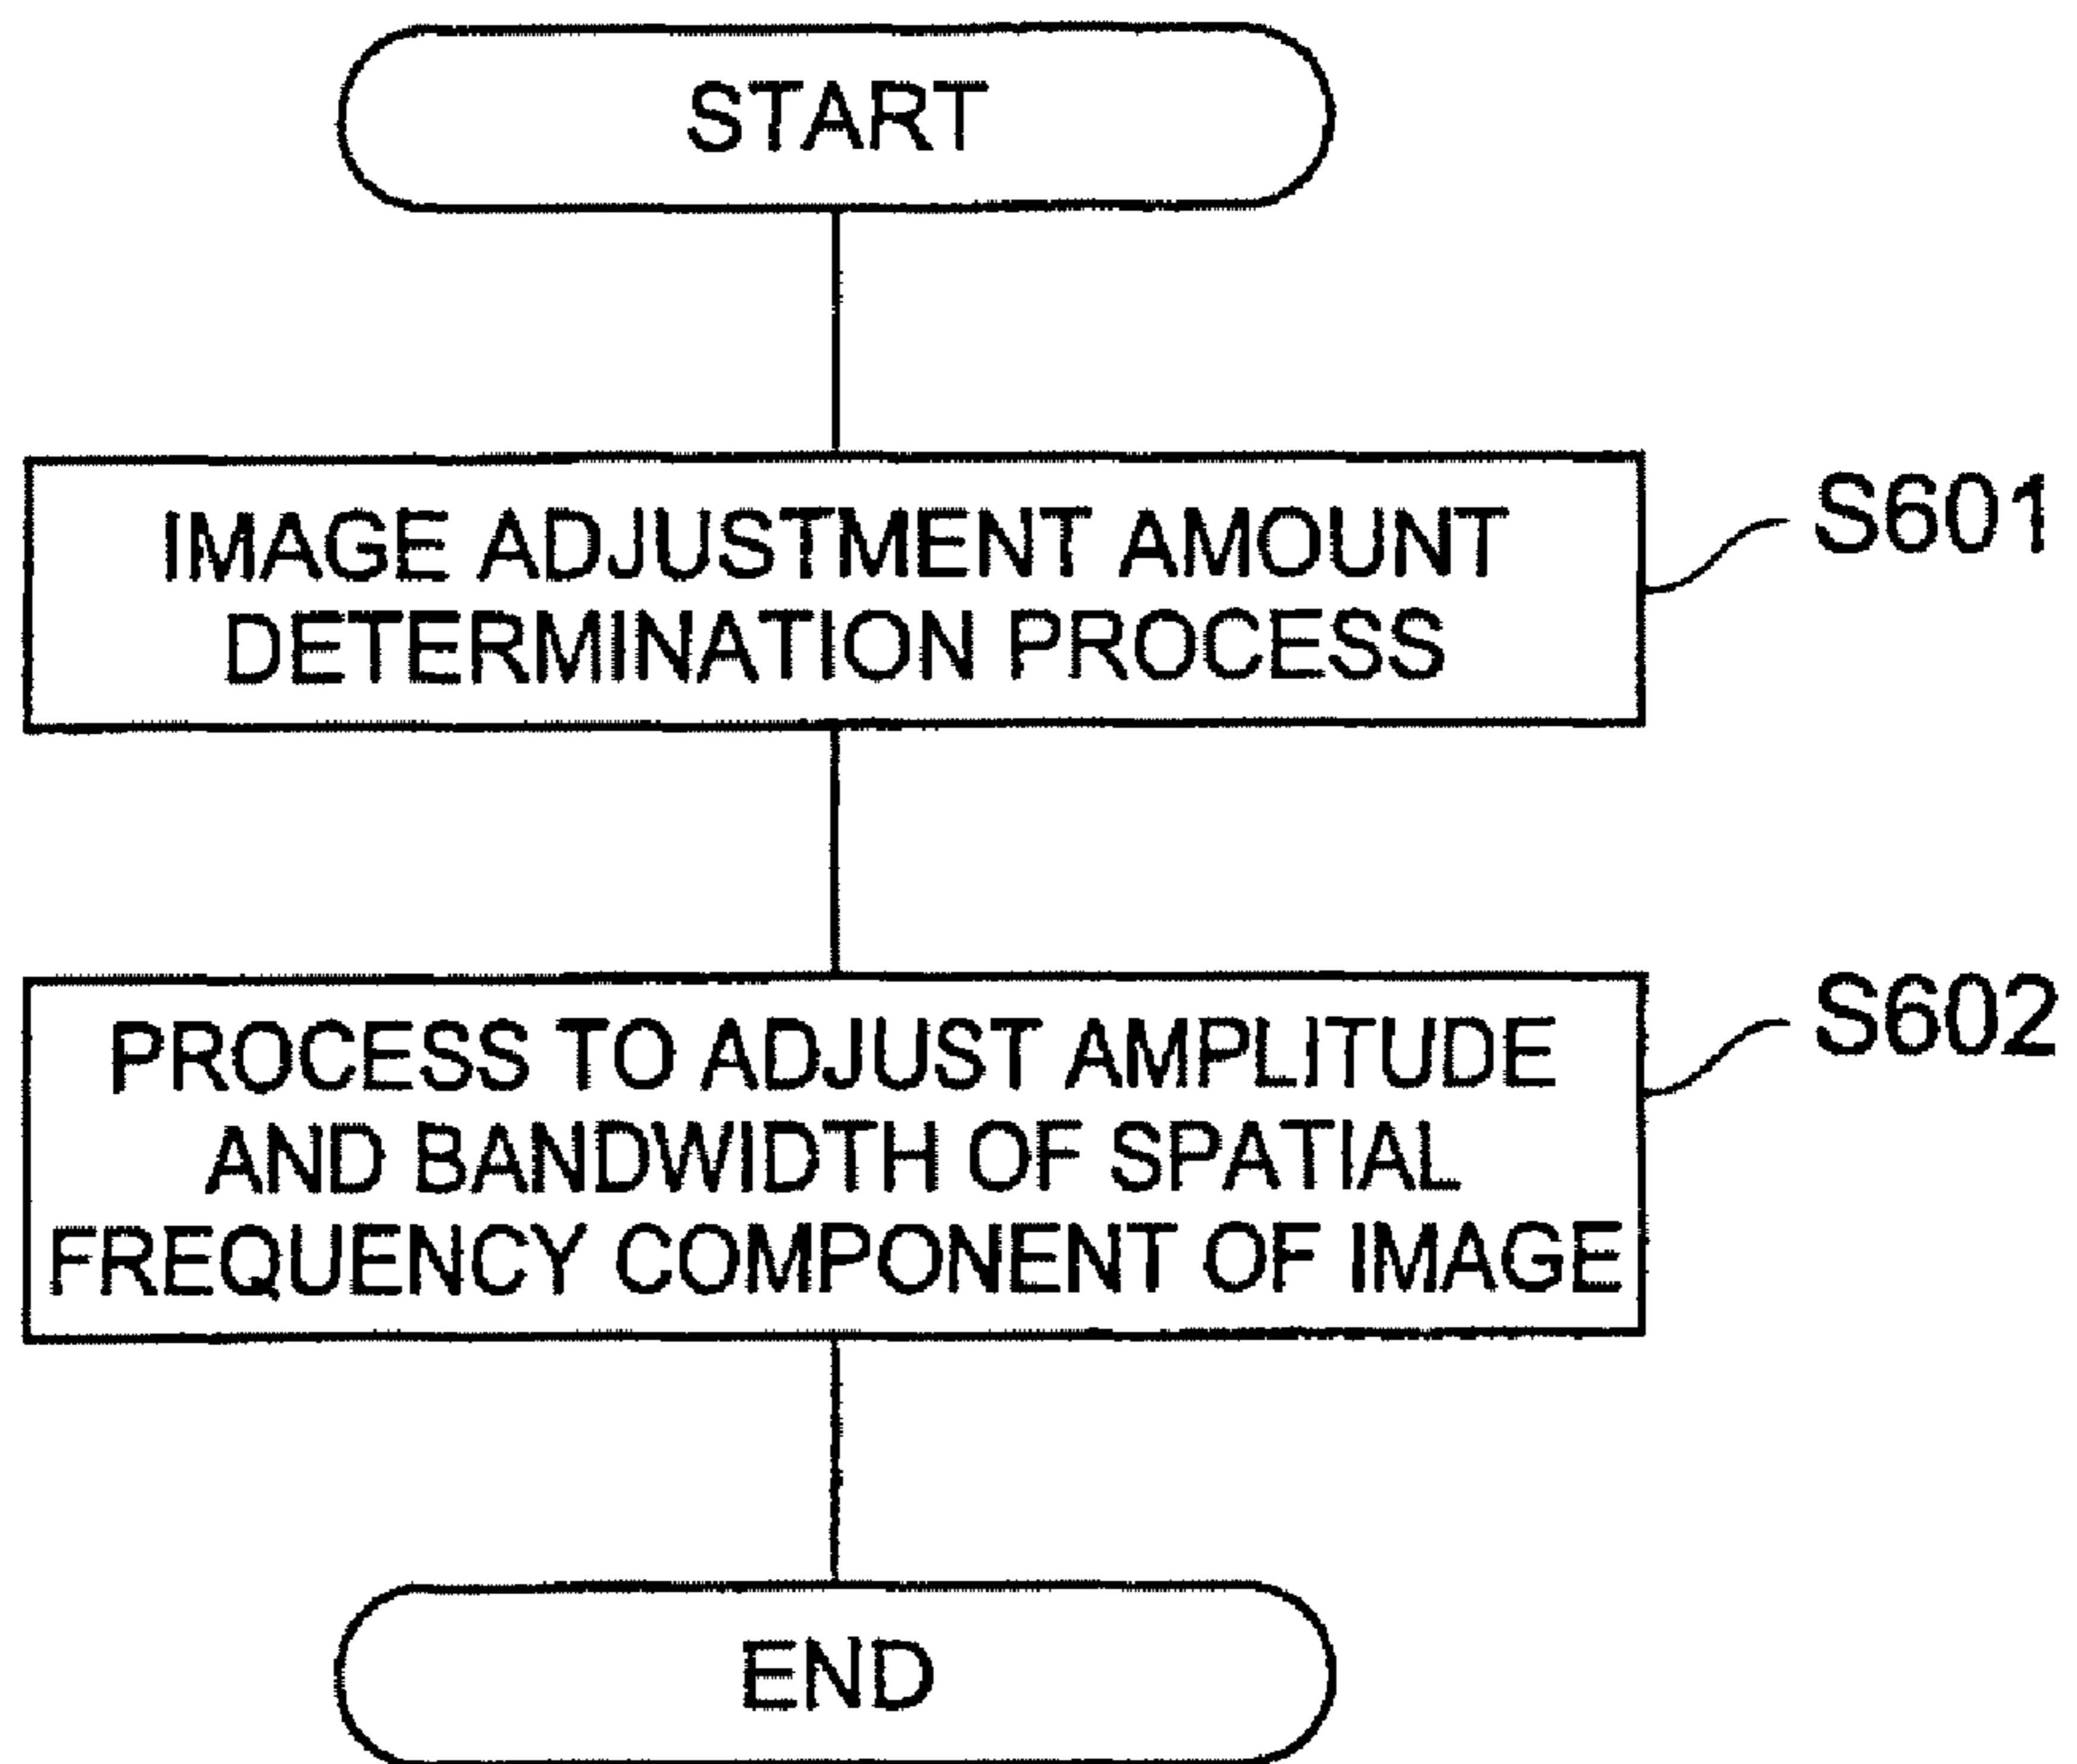 START
IMAGE ADJUSTMENT AMOUNT
DETERMINATION PROCESS
S601
PROCESS TO ADJUST AMPLITUDE
AND BANDWIDTH OF SPATIAL
FREQUENCY COMPONENT OF IMAGE
S602
END